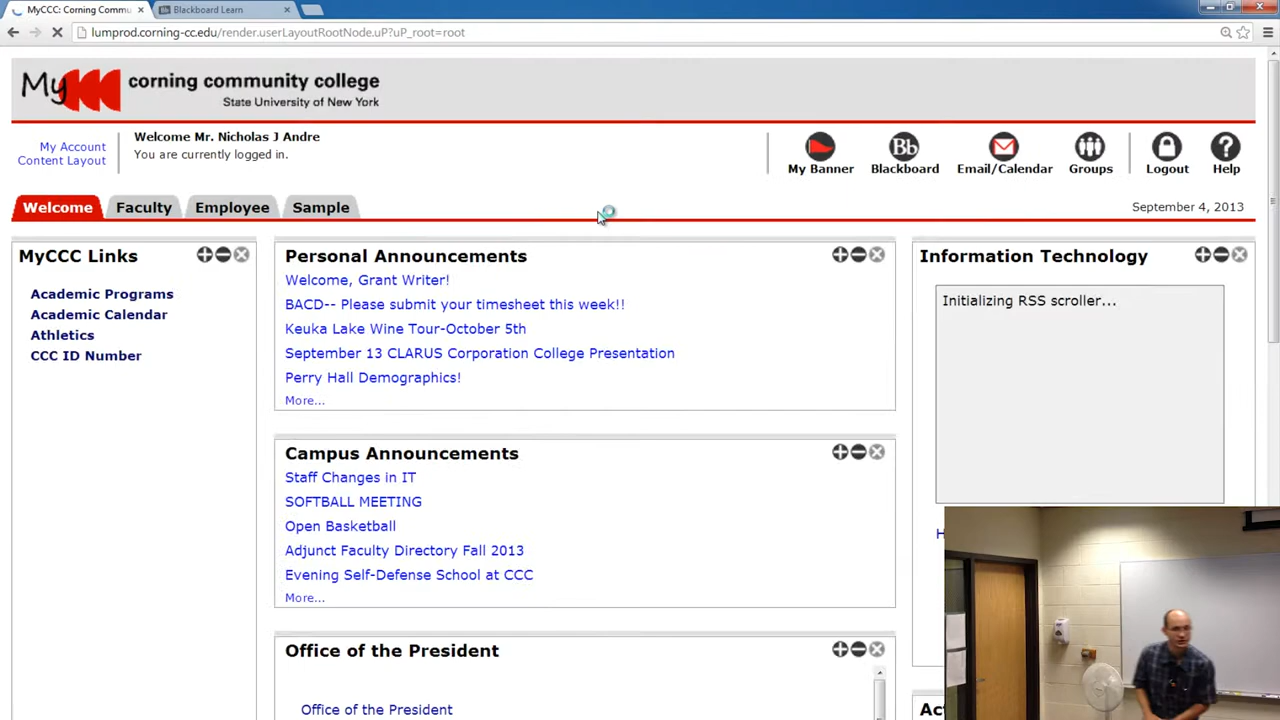 MyCCC: Corning Commu
Blackboard Learn
lumprod.corning-cc.edu/render.userLayoutRootNode.uP?uP_root=root
My
corning community college
State University of New York
My Account
Content Layout
Welcome Mr. Nicholas J Andre
You are currently logged in.
Bb
My Banner
Blackboard
Email/Calendar
Groups
Logout
?
Help
Welcome
Faculty
Employee
Sample
September 4, 2013
MyCCC Links
Academic Programs
Academic Calendar
Athletics
CCC ID Number
Personal Announcements
Welcome, Grant Writer!
BACD-- Please submit your timesheet this week!!
Keuka Lake Wine Tour-October 5th
September 13 CLARUS Corporation College Presentation
Perry Hall Demographics!
More...
Campus Announcements
Staff Changes in IT
SOFTBALL MEETING
Open Basketball
Adjunct Faculty Directory Fall 2013
Evening Self-Defense School at CCC
More...
Office of the President
Office of the President
Information Technology
Initializing RSS scroller...
H
Ac